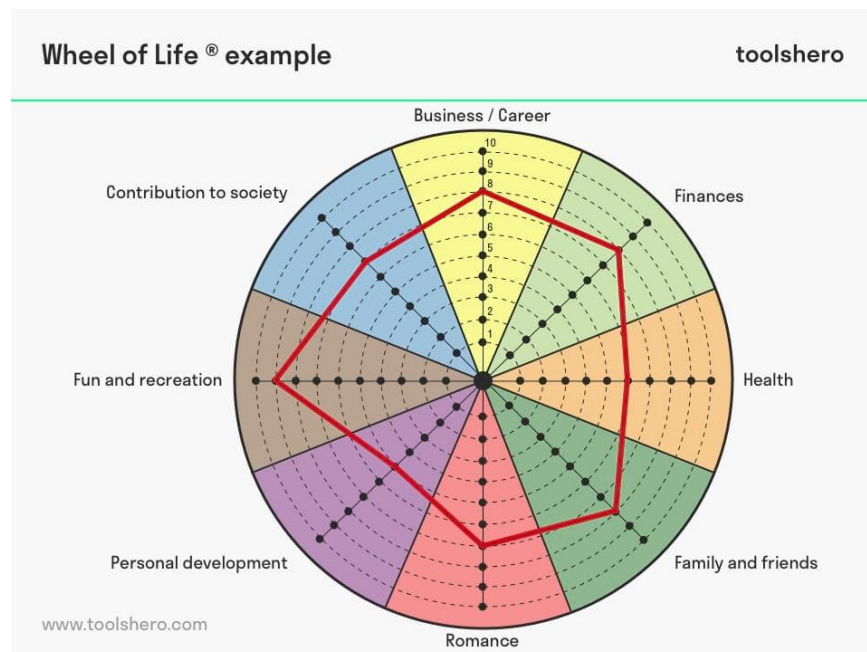 Wheel of Life ® example
toolshero
Business / Career
10
9
8
7
6
5
4
3
2
1
Contribution to society
Finances
Fun and recreation
Health
Personal development
Family and friends
Romance
www.toolshero.com